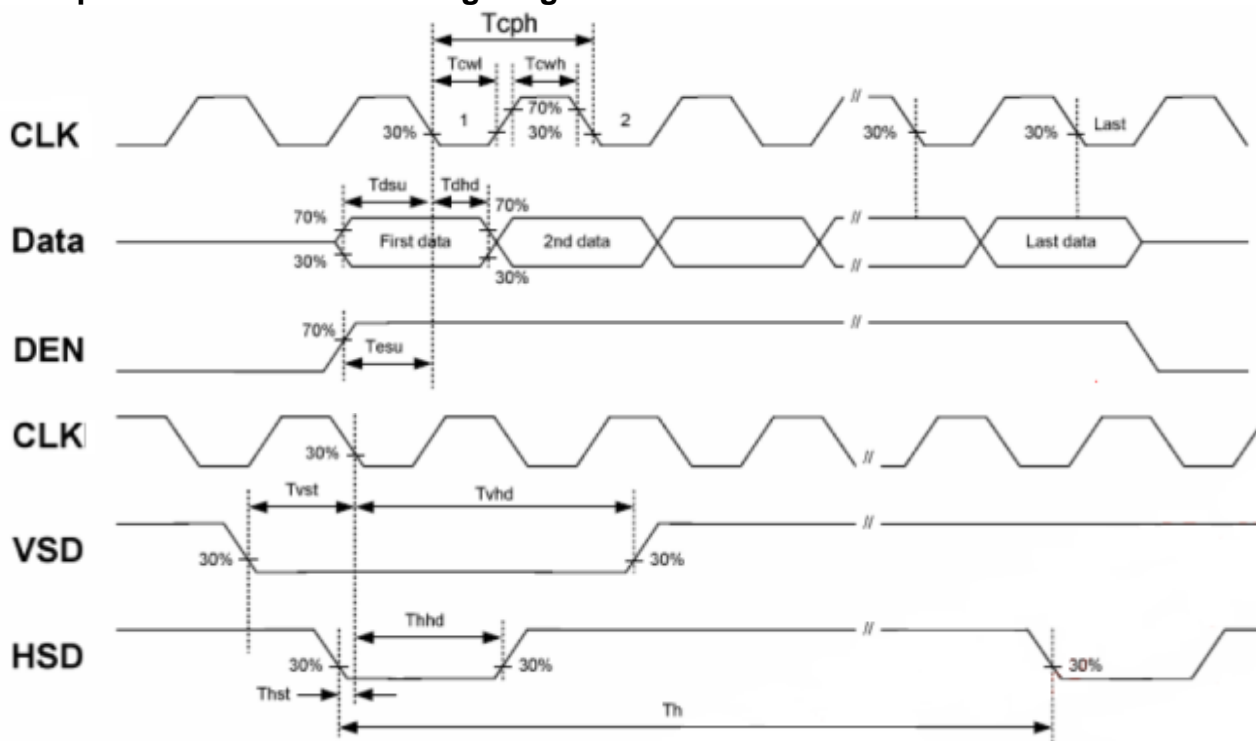 Tcph
Tcwl Tcwh
CLK 30% 1 70% 30% 2 // 30% 30% Last
Tdsu Tdhd
70% 70%
Data First data 2nd data // Last data
30% 30%
DEN 70% Tesu //
CLK 30% //
Tvst Tvhd
VSD 30% 30% //
Thhd
HSD 30% 30% // 30%
Thst
Th